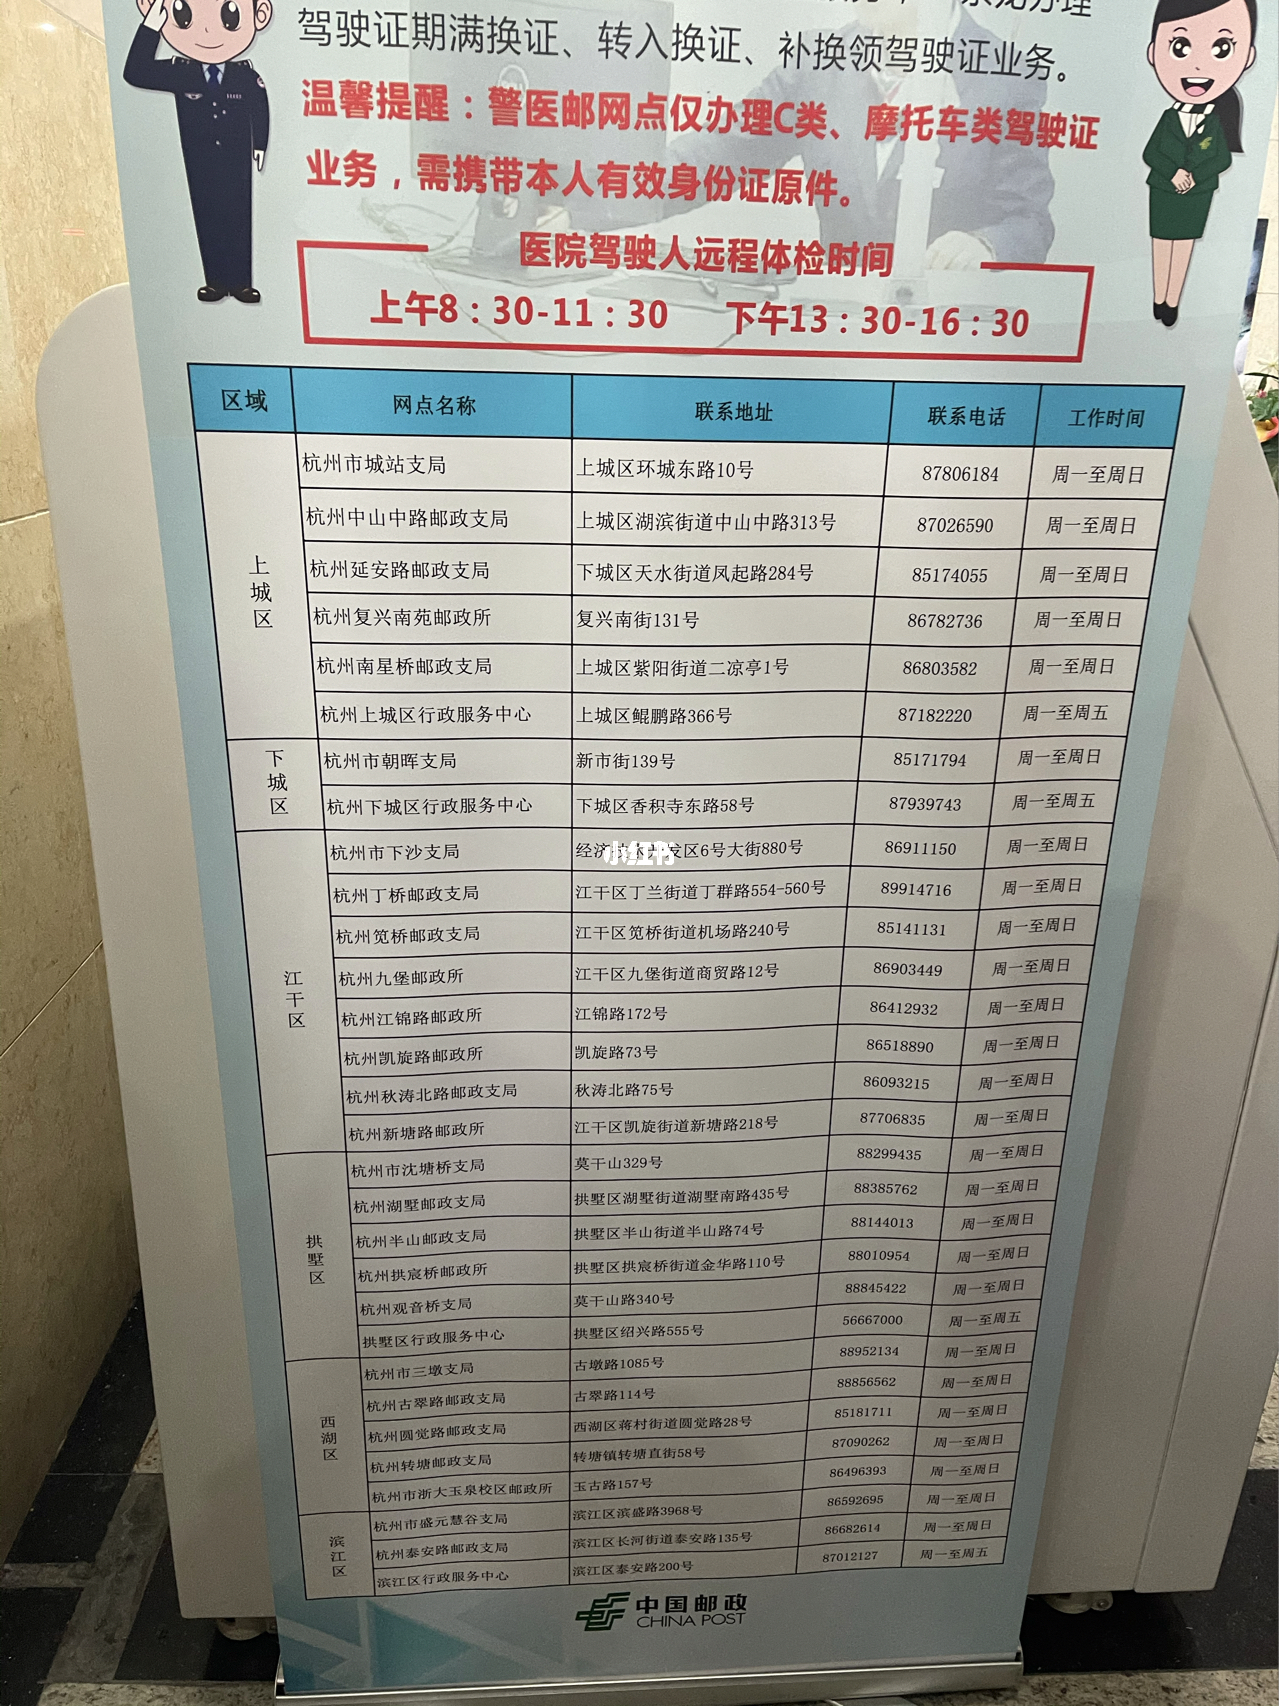 办理
驾驶证期满换证、转入换证、补换领驾驶证业务。
温馨提醒：警医邮网点仅办理C类、摩托车类驾驶证
业务，需携带本人有效身份证原件。
医院驾驶人远程体检时间
上午8：30-11：30 下午13：30-16：30
区域 网点名称 联系地址 联系电话 工作时间
上城区
杭州市城站支局 上城区环城东路10号 87806184 周一至周日
杭州中山中路邮政支局 上城区湖滨街道中山中路313号 87026590 周一至周日
杭州延安路邮政支局 下城区天水街道凤起路284号 85174055 周一至周日
杭州复兴南苑邮政所 复兴南街131号 86782736 周一至周日
杭州南星桥邮政支局 上城区紫阳街道二凉亭1号 86803582 周一至周日
杭州上城区行政服务中心 上城区鲲鹏路366号 87182220 周一至周五
下城区
杭州市朝晖支局 新市街139号 85171794 周一至周日
杭州下城区行政服务中心 下城区香积寺东路58号 87939743 周一至周五
江干区
杭州市下沙支局 经济技术开发区6号大街880号 86911150 周一至周日
小红书
杭州丁桥邮政支局 江干区丁兰街道丁群路554-560号 89914716 周一至周日
杭州笕桥邮政支局 江干区笕桥街道机场路240号 85141131 周一至周日
杭州九堡邮政所 江干区九堡街道商贸路12号 86903449 周一至周日
杭州江锦路邮政所 江锦路172号 86412932 周一至周日
杭州凯旋路邮政所 凯旋路73号 86518890 周一至周日
杭州秋涛北路邮政支局 秋涛北路75号 86093215 周一至周日
杭州新塘路邮政所 江干区凯旋街道新塘路218号 87706835 周一至周日
拱墅区
杭州市沈塘桥支局 莫干山329号 88299435 周一至周日
杭州湖墅邮政支局 拱墅区湖墅街道湖墅南路435号 88385762 周一至周日
杭州半山邮政支局 拱墅区半山街道半山路74号 88144013 周一至周日
杭州拱宸桥邮政所 拱墅区拱宸桥街道金华路110号 88010954 周一至周日
杭州观音桥支局 莫干山路340号 88845422 周一至周日
拱墅区行政服务中心 拱墅区绍兴路555号 56667000 周一至周五
西湖区
杭州市三墩支局 古墩路1085号 88952134 周一至周日
杭州古翠路邮政支局 古翠路114号 88856562 周一至周日
杭州圆觉路邮政支局 西湖区蒋村街道圆觉路28号 85181711 周一至周日
杭州转塘邮政支局 转塘镇转塘直街58号 87090262 周一至周日
杭州市浙大玉泉校区邮政所 玉古路157号 86496393 周一至周日
滨江区
杭州市盛元慧谷支局 滨江区滨盛路3968号 86592695 周一至周日
杭州泰安路邮政支局 滨江区长河街道泰安路135号 86682614 周一至周日
滨江区行政服务中心 滨江区泰安路200号 87012127 周一至周五
中国邮政
CHINA POST